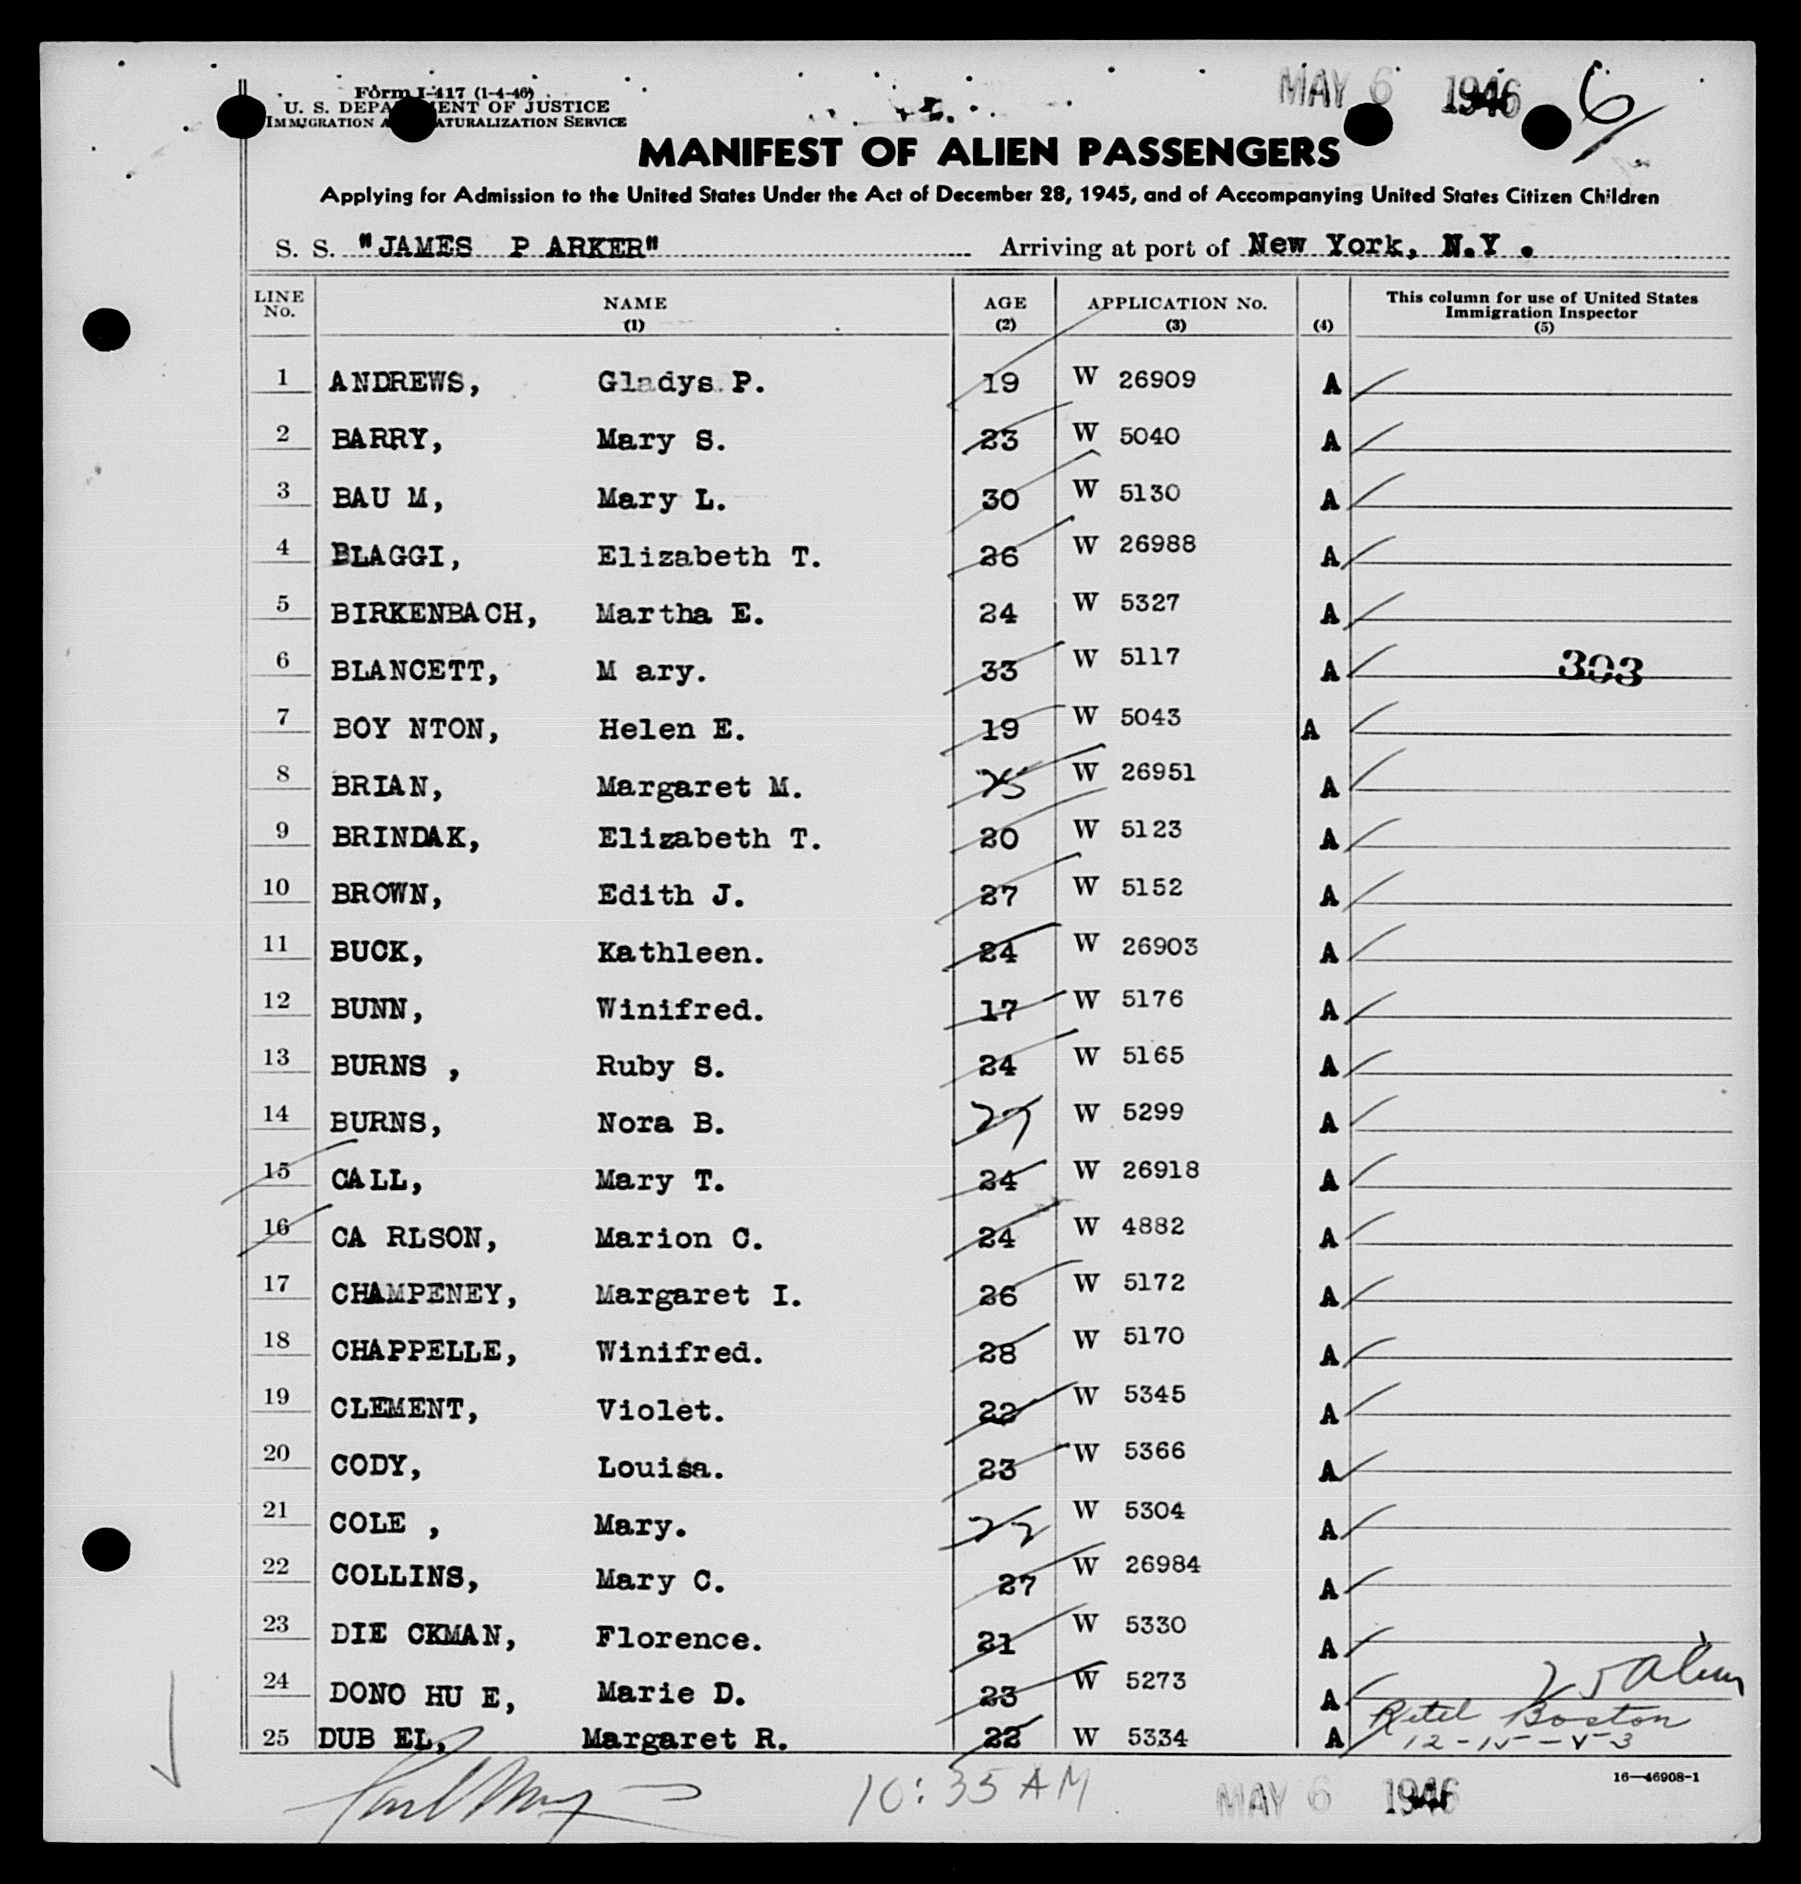 Form I-417 (1-4-46)
U. S. DEPARTMENT OF JUSTICE
IMMIGRATION AND NATURALIZATION SERVICE
MAY 6 1946 6
MANIFEST OF ALIEN PASSENGERS
Applying for Admission to the United States Under the Act of December 28, 1945, and of Accompanying United States Citizen Children
S. S. "JAMES P ARKER" Arriving at port of New York, N.Y .
LINE No. NAME (1) AGE (2) APPLICATION No. (3) (4) This column for use of United States Immigration Inspector (5)
1 ANDREWS, Gladys P. 19 W 26909 A
2 BARRY, Mary S. 23 W 5040 A
3 BAU M, Mary L. 30 W 5130 A
4 BLAGGI, Elizabeth T. 26 W 26988 A
5 BIRKENBACH, Martha E. 24 W 5327 A
6 BLANCETT, M ary. 33 W 5117 A 303
7 BOY NTON, Helen E. 19 W 5043 A
8 BRIAN, Margaret M. 25 W 26951 A
9 BRINDAK, Elizabeth T. 20 W 5123 A
10 BROWN, Edith J. 27 W 5152 A
11 BUCK, Kathleen. 24 W 26903 A
12 BUNN, Winifred. 17 W 5176 A
13 BURNS , Ruby S. 24 W 5165 A
14 BURNS, Nora B. 27 W 5299 A
15 CALL, Mary T. 24 W 26918 A
16 CA RLSON, Marion C. 24 W 4882 A
17 CHAMPENEY, Margaret I. 26 W 5172 A
18 CHAPPELLE, Winifred. 28 W 5170 A
19 CLEMENT, Violet. 22 W 5345 A
20 CODY, Louisa. 23 W 5366 A
21 COLE , Mary. 22 W 5304 A
22 COLLINS, Mary C. 27 W 26984 A
23 DIE CKMAN, Florence. 21 W 5330 A
24 DONO HU E, Marie D. 23 W 5273 A 25 Alien
25 DUB EL, Margaret R. 22 W 5334 A Boston
16—46908-1
10:35 AM MAY 6 1946